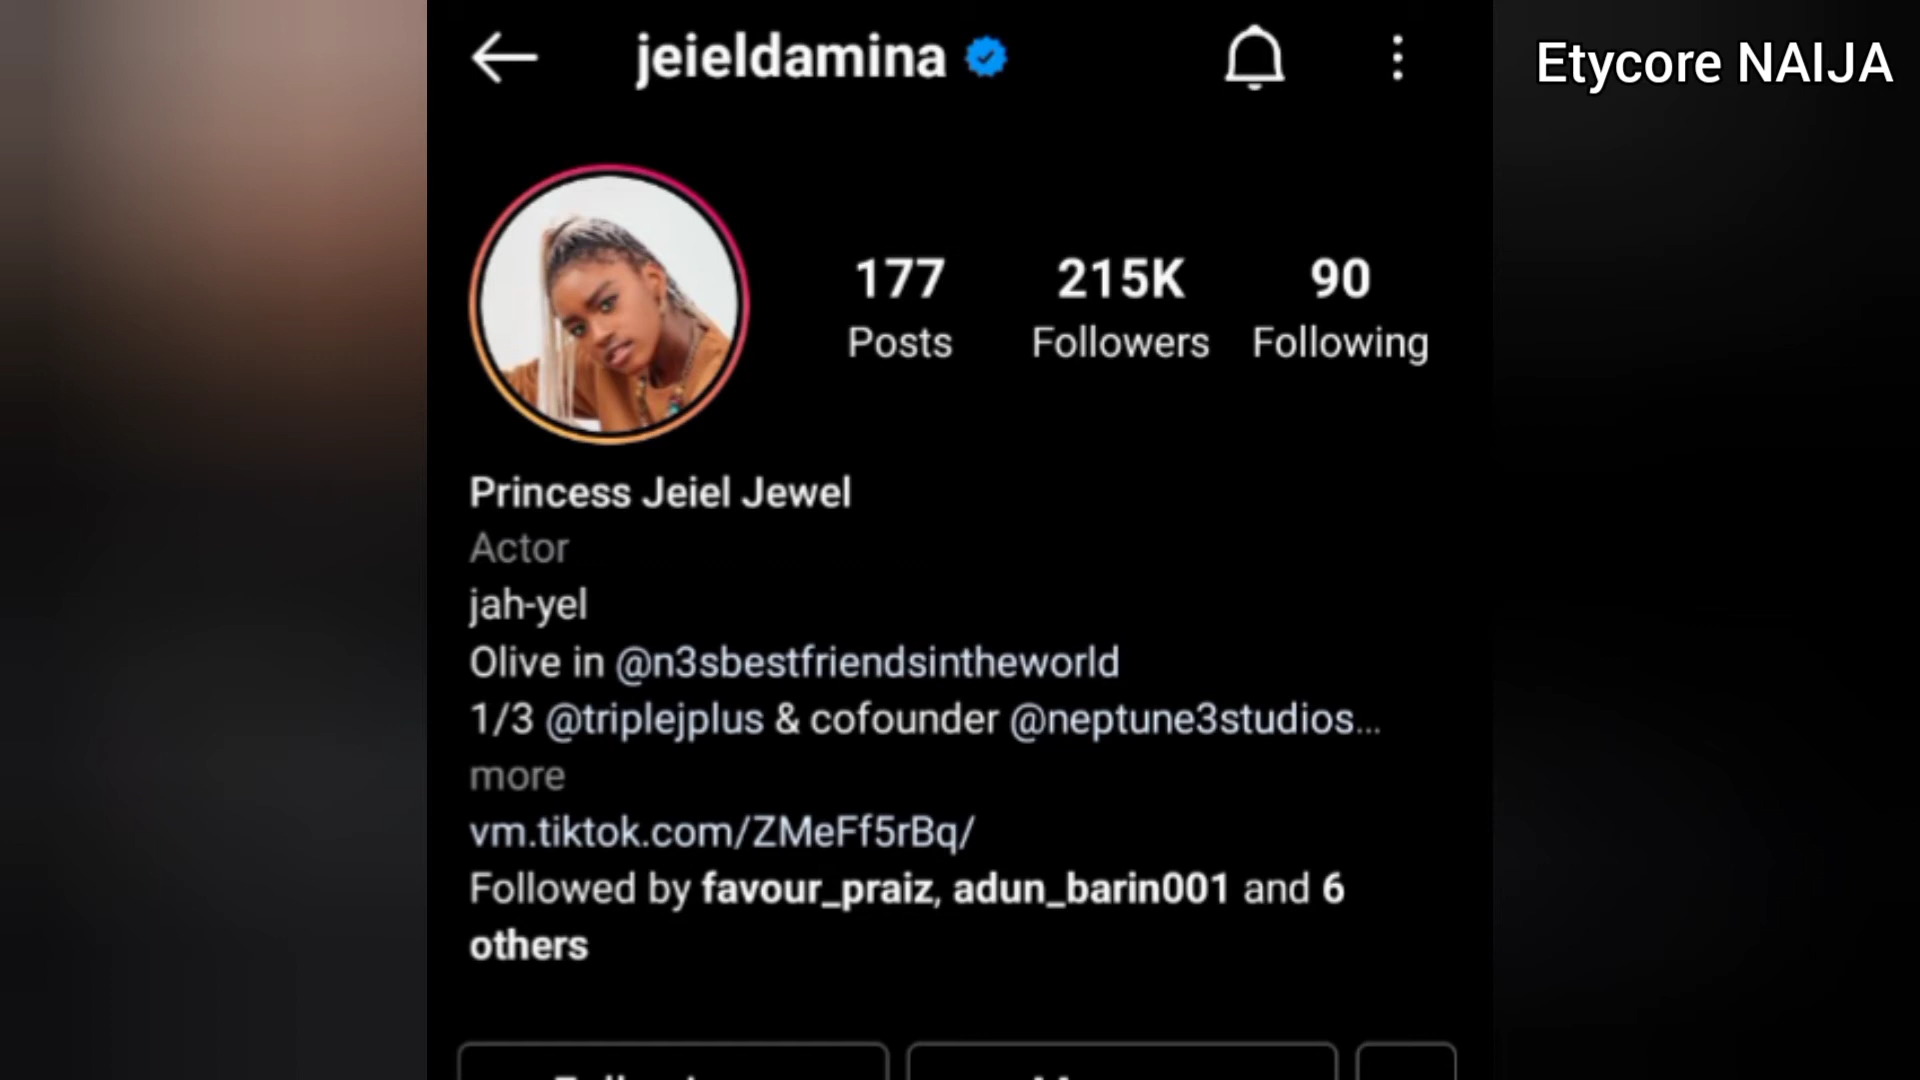 jeieldamina
Etycore NAIJA
177
215K
90
Posts
Followers
Following
Princess Jeiel Jewel
Actor
jah-yel
Olive in @n3sbestfriendsintheworld
1/3 @triplejplus & cofounder @neptune3studios...
more
vm.tiktok.com/ZMeFf5rBq/
Followed by favour_praiz, adun_barin001 and 6
others